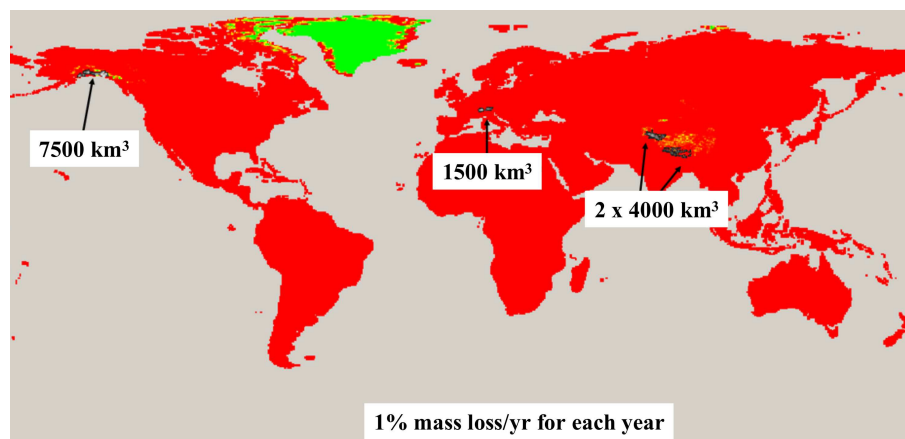 7500 km³
1500 km³
2 x 4000 km³
1% mass loss/yr for each year